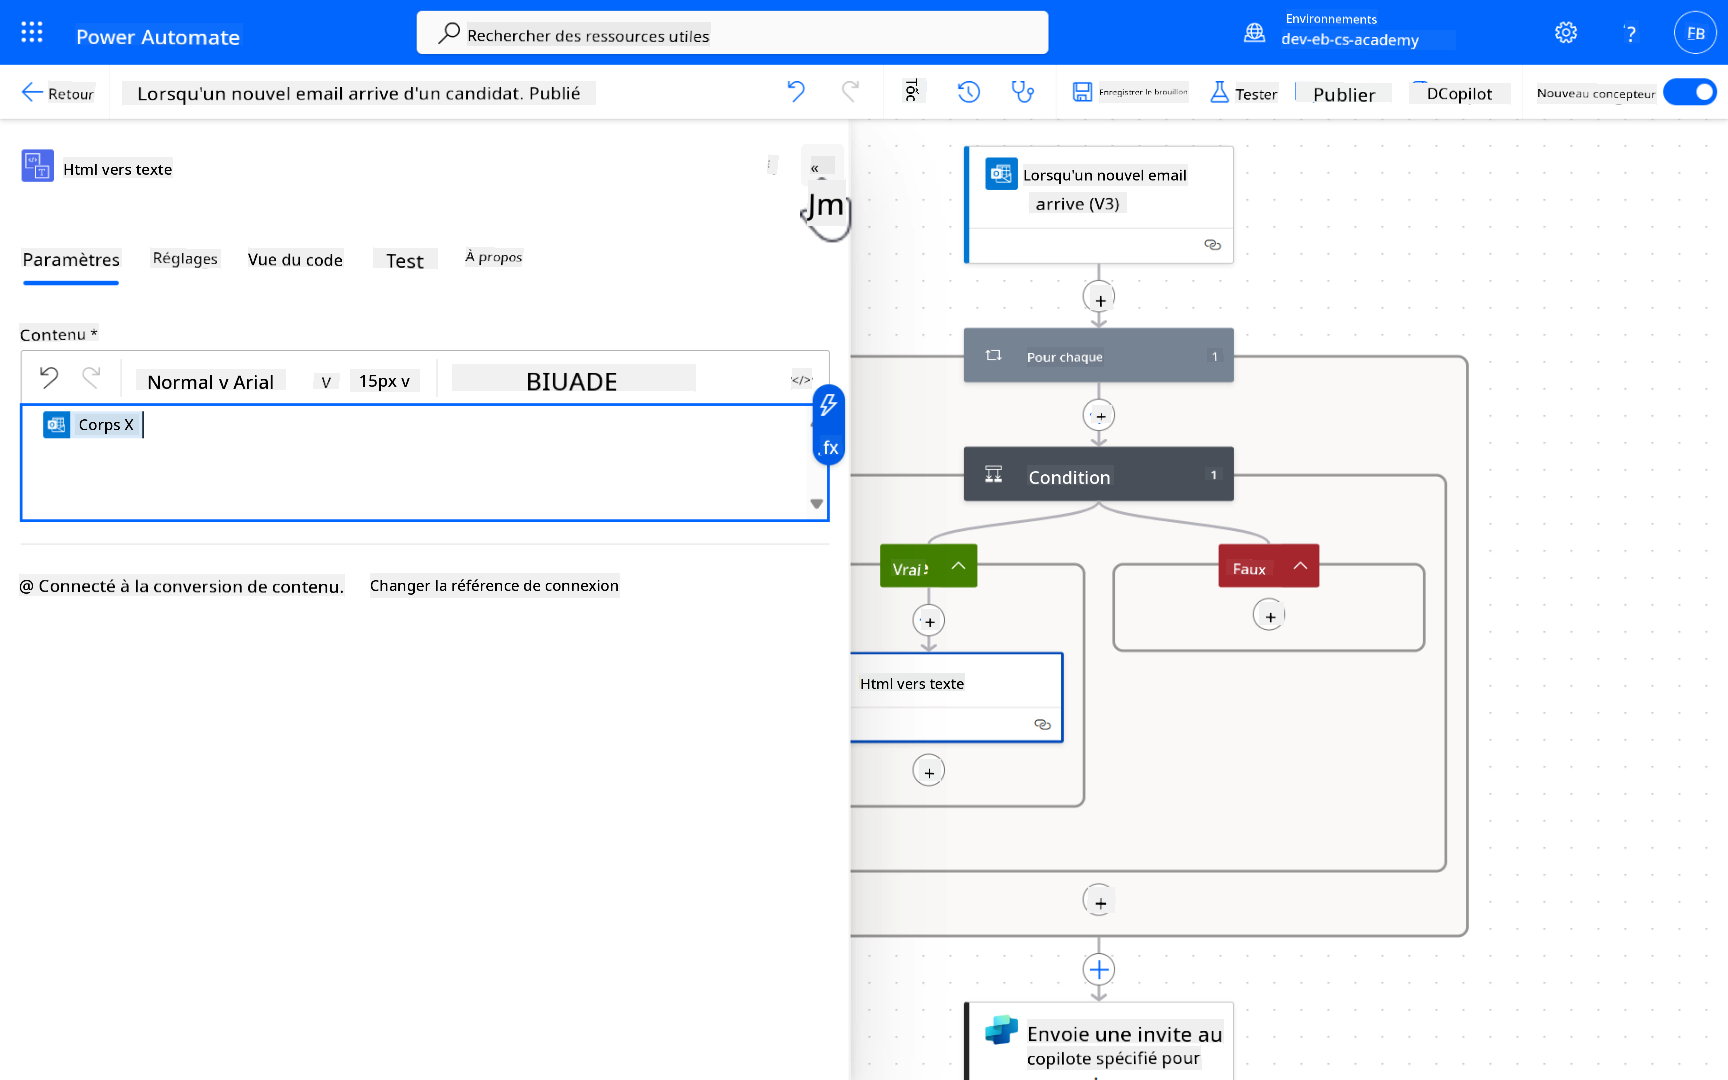 Power Automate
Rechercher des ressources utiles
Environnements
dev-eb-cs-academy
?
FB
Retour
Lorsqu'un nouvel email arrive d'un candidat. Publié
Enregistrer le brouillon
Tester
Publier
DCopilot
Nouveau concepteur
Html vers texte
«
Jm
Paramètres
Réglages
Vue du code
Test
À propos
Contenu *
Normal v Arial
V
15px v
BIUADE
</>
Corps X
fx
@ Connecté à la conversion de contenu.
Changer la référence de connexion
Lorsqu'un nouvel email
arrive (V3)
+
Pour chaque
1
+
Condition
1
Vrai
Faux
+
+
Html vers texte
+
+
+
Envoie une invite au
copilote spécifié pour